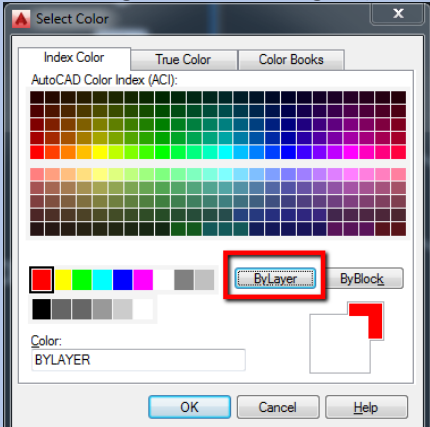 Select Color
x
Index Color True Color Color Books
AutoCAD Color Index (ACI):
ByLayer ByBlock
Color:
BYLAYER
OK Cancel Help